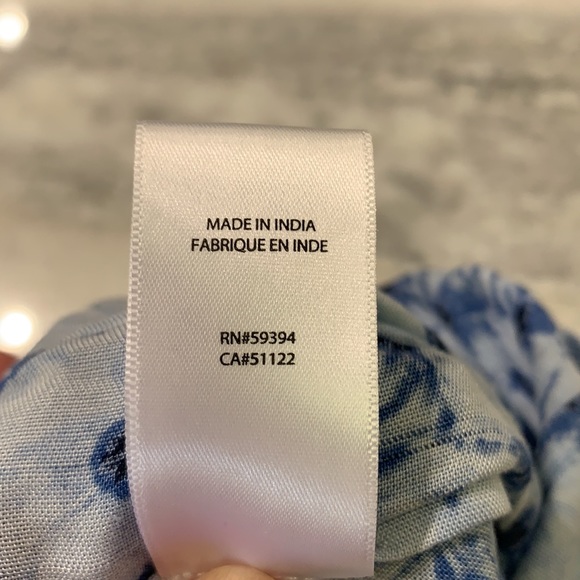 MADE IN INDIA
FABRIQUE EN INDE
RN#59394
CA#51122